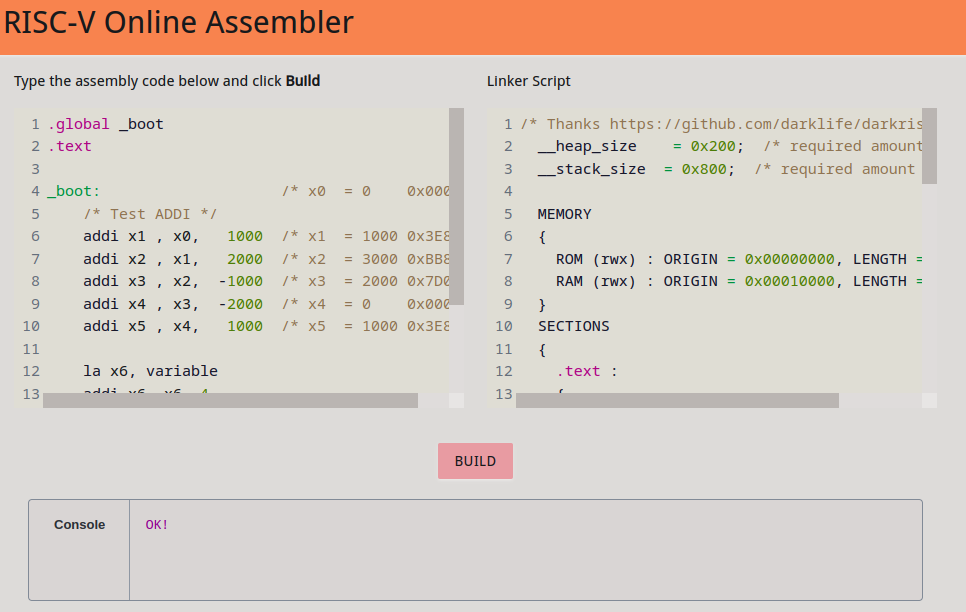 RISC-V Online Assembler
Type the assembly code below and click Build
1 .global _boot
2 .text
3
4 _boot: /* x0 = 0 0x000
5 /* Test ADDI */
6 addi x1 , x0, 1000 /* x1 = 1000 0x3E8
7 addi x2 , x1, 2000 /* x2 = 3000 0xBB8
8 addi x3 , x2, -1000 /* x3 = 2000 0x7D0
9 addi x4 , x3, -2000 /* x4 = 0 0x000
10 addi x5 , x4, 1000 /* x5 = 1000 0x3E8
11
12 la x6, variable
13 addi x6, x6, 4
Linker Script
1 /* Thanks https://github.com/darklife/darkris
2 __heap_size = 0x200; /* required amount
3 __stack_size = 0x800; /* required amount
4
5 MEMORY
6 {
7 ROM (rwx) : ORIGIN = 0x00000000, LENGTH =
8 RAM (rwx) : ORIGIN = 0x00010000, LENGTH =
9 }
10 SECTIONS
11 {
12 .text :
13 {
BUILD
Console
OK!